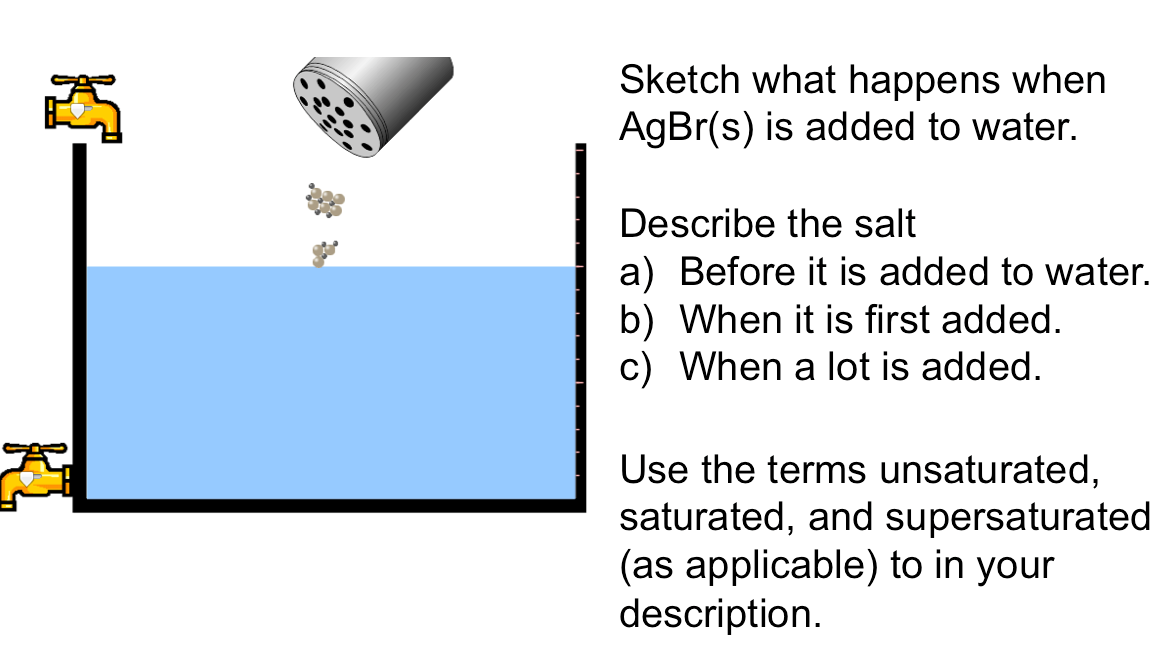 Sketch what happens when
AgBr(s) is added to water.
Describe the salt
a) Before it is added to water.
b) When it is first added.
c) When a lot is added.
Use the terms unsaturated,
saturated, and supersaturated
(as applicable) to in your
description.